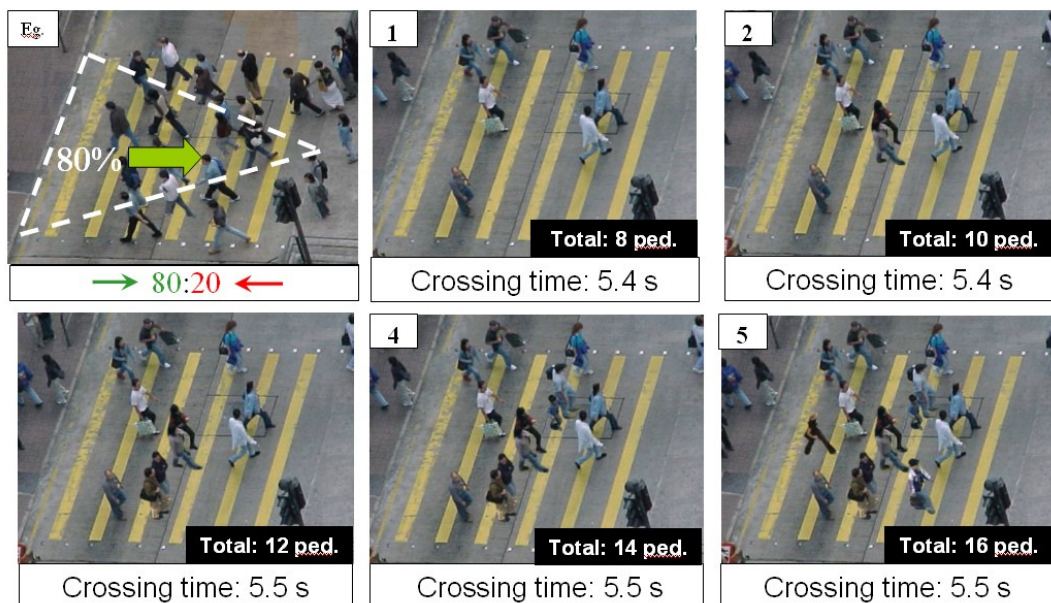 Eg.
80%
→ 80:20 ←
1
Total: 8 ped.
Crossing time: 5.4 s
2
Total: 10 ped.
Crossing time: 5.4 s
Total: 12 ped.
Crossing time: 5.5 s
4
Total: 14 ped.
Crossing time: 5.5 s
5
Total: 16 ped.
Crossing time: 5.5 s